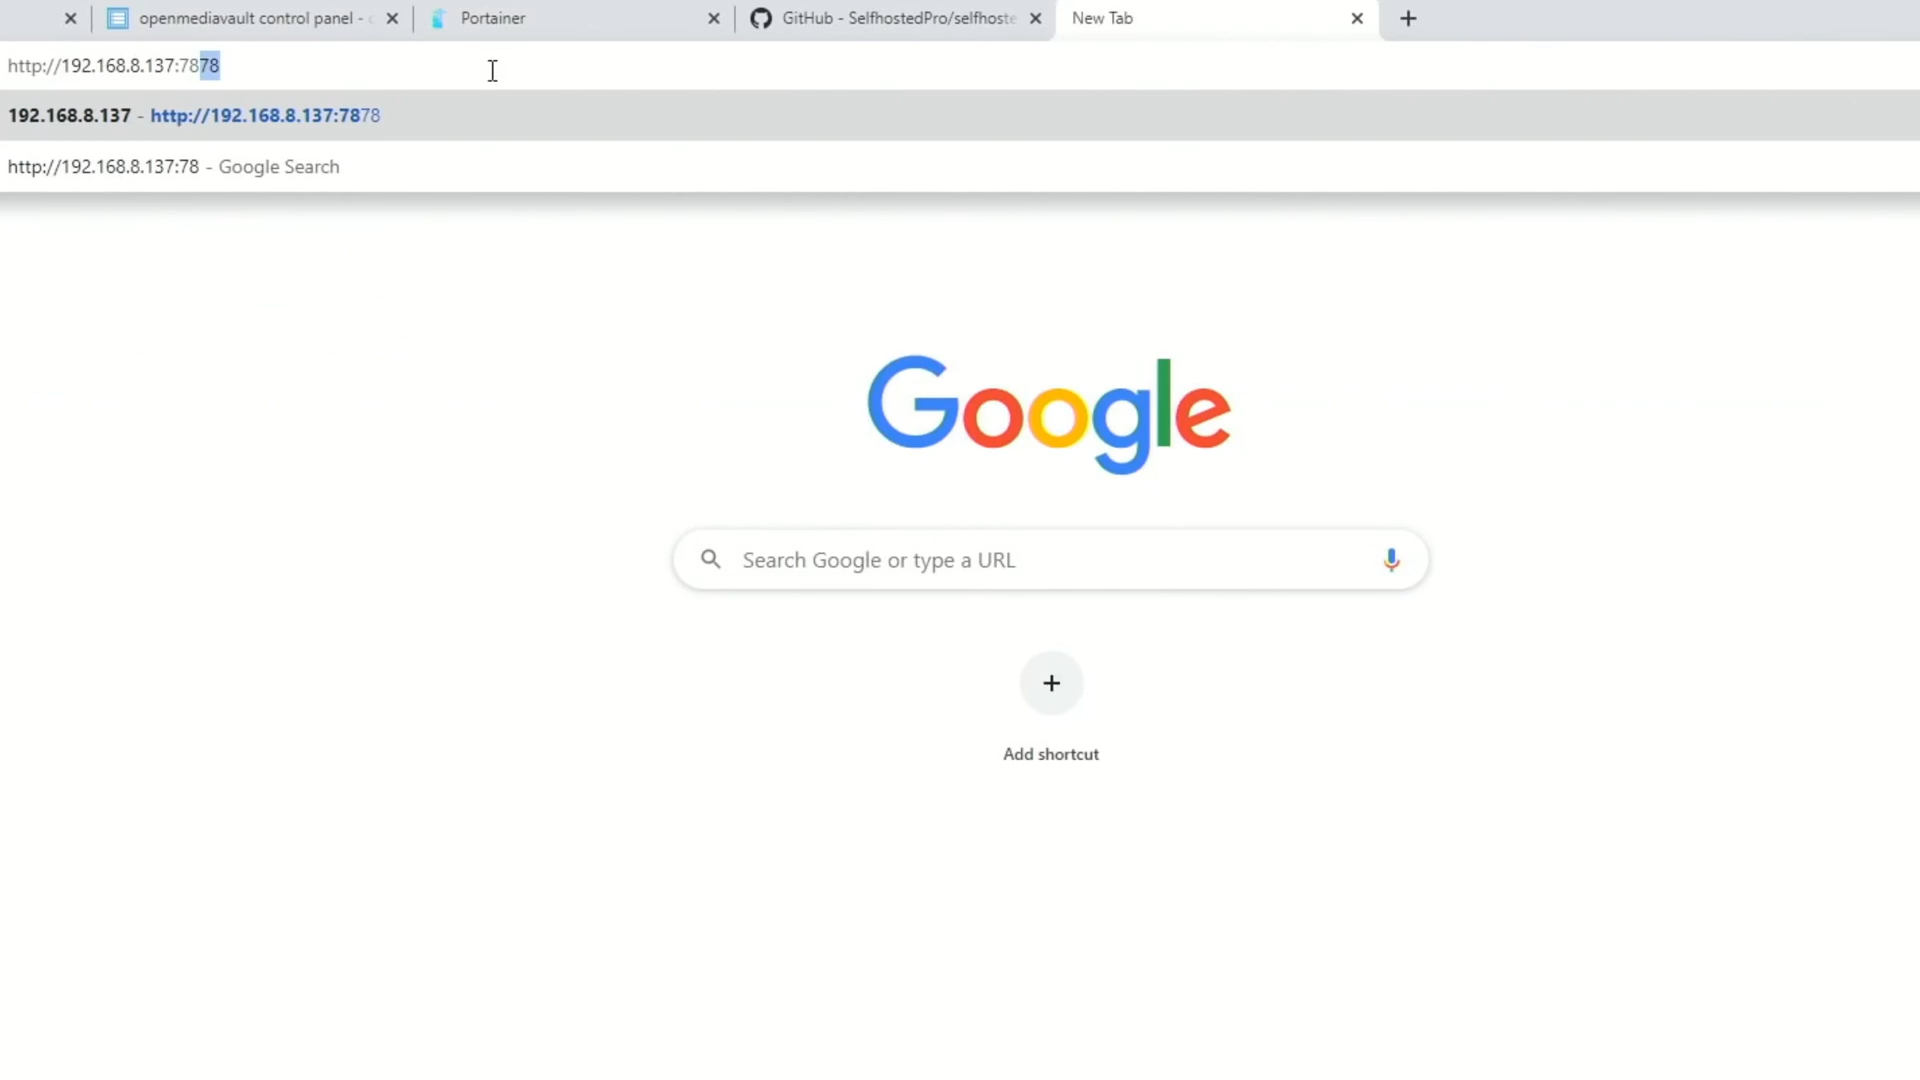 openmediavault control panel - Portainer GitHub - SelfhostedPro/selfhoste New Tab
http://192.168.8.137:7878
192.168.8.137 - http://192.168.8.137:7878
http://192.168.8.137:78 - Google Search
Google
Search Google or type a URL
Add shortcut